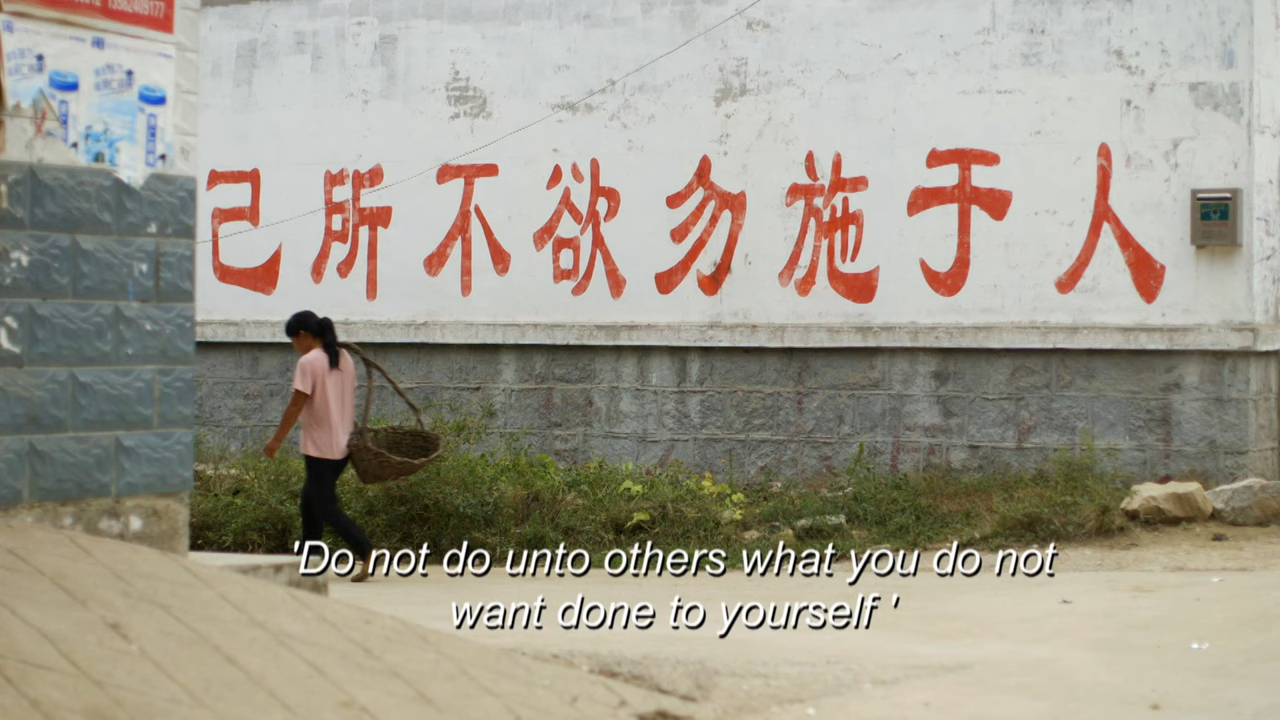 13562409177
己所不欲勿施于人
'Do not do unto others what you do not
want done to yourself '